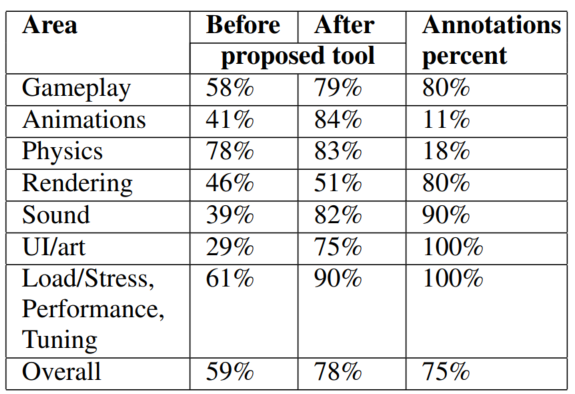 Area Before After Annotations
proposed tool percent
Gameplay 58% 79% 80%
Animations 41% 84% 11%
Physics 78% 83% 18%
Rendering 46% 51% 80%
Sound 39% 82% 90%
UI/art 29% 75% 100%
Load/Stress, 61% 90% 100%
Performance,
Tuning
Overall 59% 78% 75%